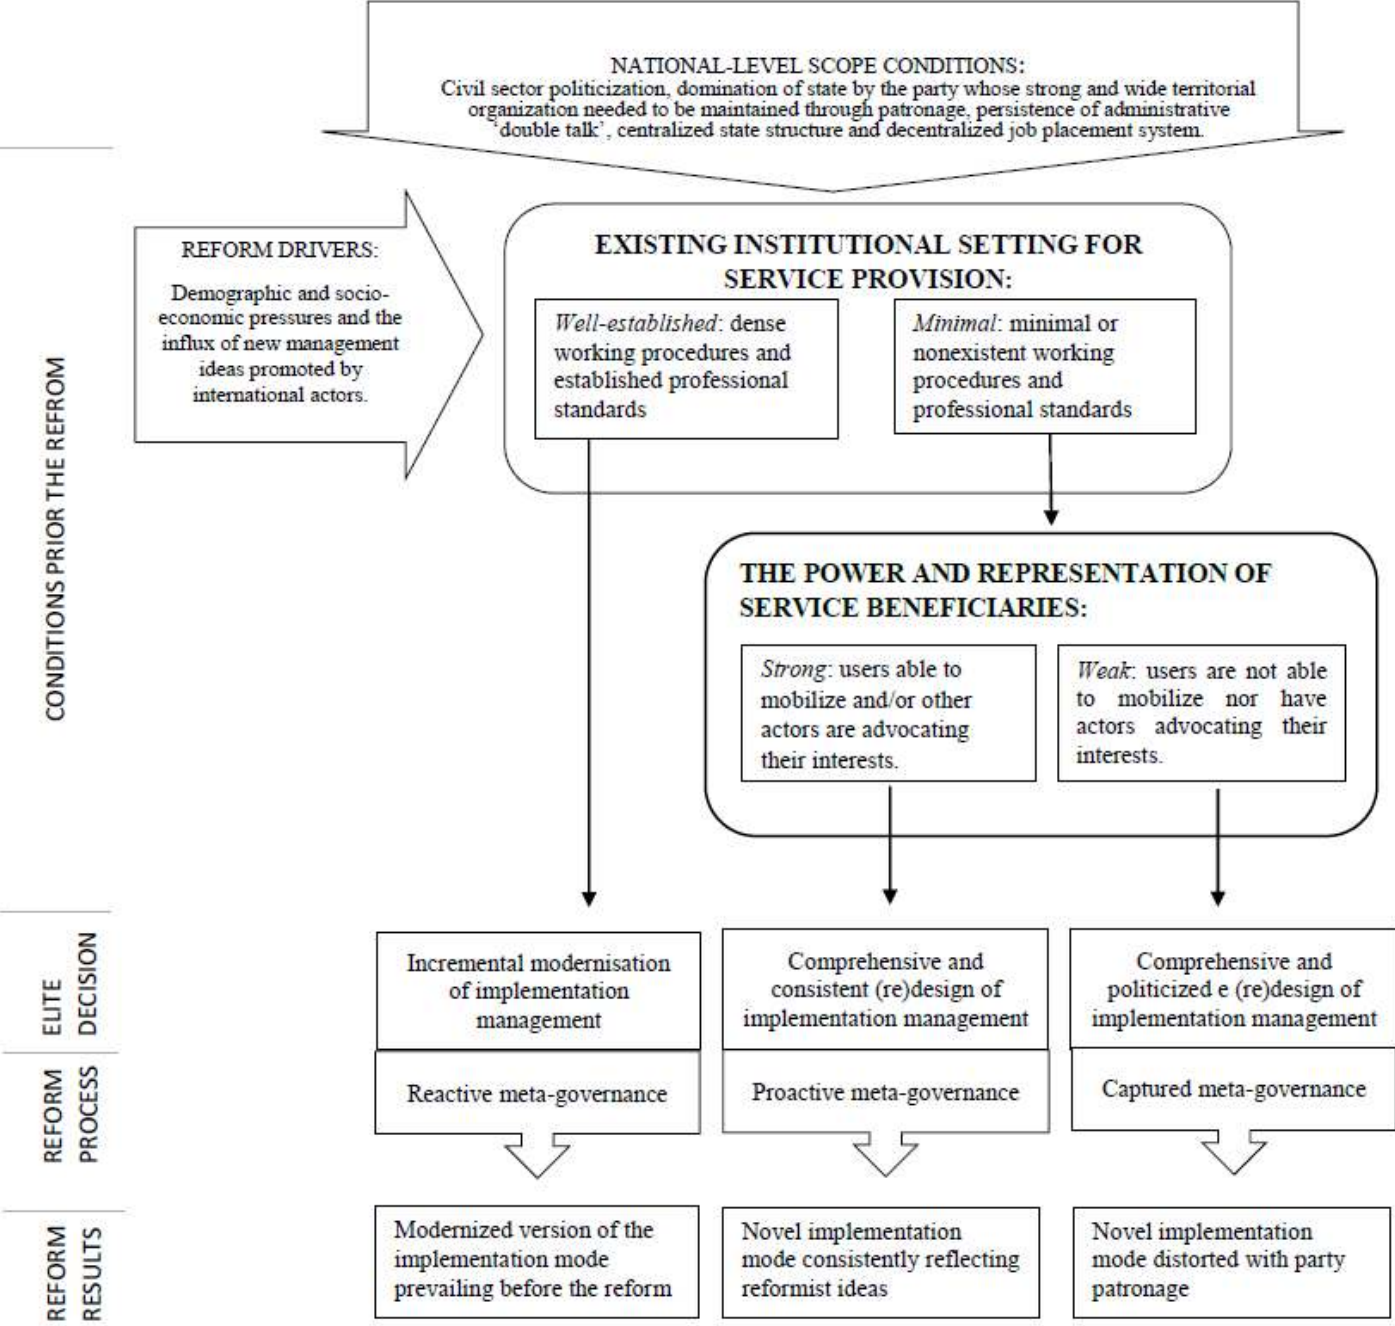 NATIONAL-LEVEL SCOPE CONDITIONS:
Civil sector politicization, domination of state by the party whose strong and wide territorial
organization needed to be maintained through patronage, persistence of administrative
‘double talk’, centralized state structure and decentralized job placement system.
CONDITIONS PRIOR THE REFROM
REFORM DRIVERS:
Demographic and socio-
economic pressures and the
influx of new management
ideas promoted by
international actors.
EXISTING INSTITUTIONAL SETTING FOR
SERVICE PROVISION:
Well-established: dense
working procedures and
established professional
standards
Minimal: minimal or
nonexistent working
procedures and
professional standards
THE POWER AND REPRESENTATION OF
SERVICE BENEFICIARIES:
Strong: users able to
mobilize and/or other
actors are advocating
their interests.
Weak: users are not able
to mobilize nor have
actors advocating their
interests.
ELITE
DECISION
Incremental modernisation
of implementation
management
Comprehensive and
consistent (re)design of
implementation management
Comprehensive and
politicized e (re)design of
implementation management
REFORM
PROCESS
Reactive meta-governance
Proactive meta-governance
Captured meta-governance
REFORM
RESULTS
Modernized version of the
implementation mode
prevailing before the reform
Novel implementation
mode consistently reflecting
reformist ideas
Novel implementation
mode distorted with party
patronage